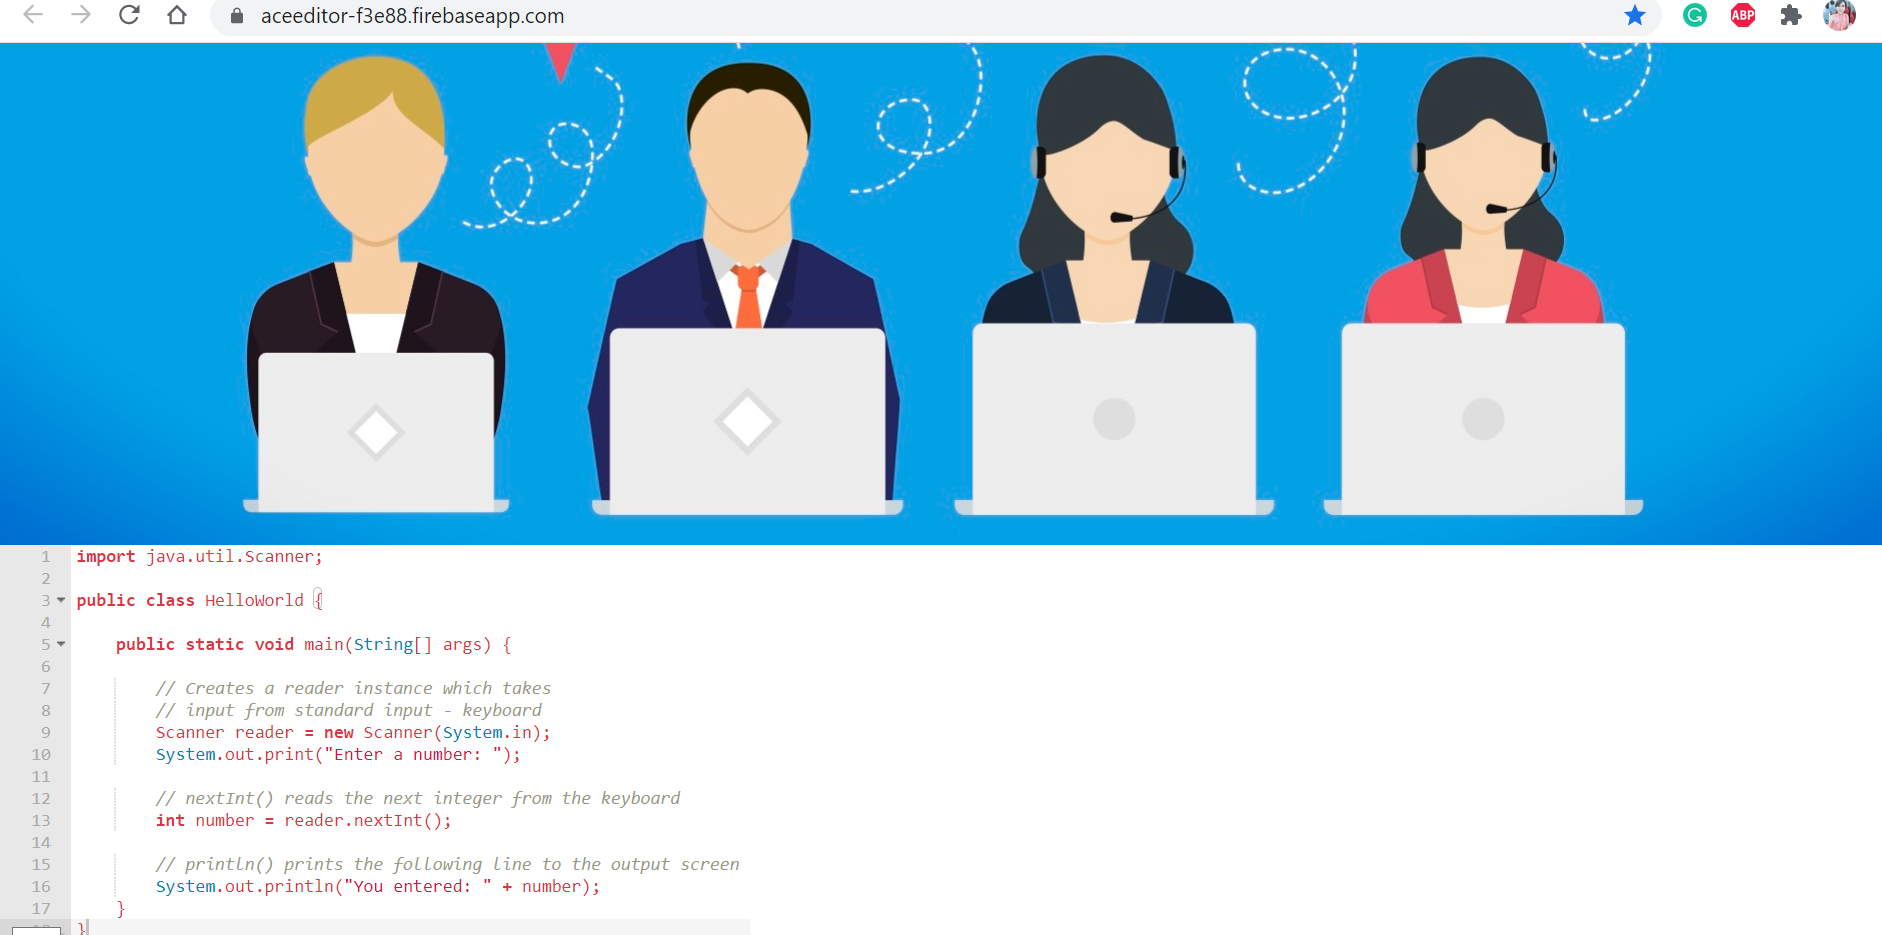 aceeditor-f3e88.firebaseapp.com
ABP
1 import java.util.Scanner;
2
3 public class HelloWorld {
4
5     public static void main(String[] args) {
6
7         // Creates a reader instance which takes
8         // input from standard input - keyboard
9         Scanner reader = new Scanner(System.in);
10         System.out.print("Enter a number: ");
11
12         // nextInt() reads the next integer from the keyboard
13         int number = reader.nextInt();
14
15         // println() prints the following line to the output screen
16         System.out.println("You entered: " + number);
17     }
}